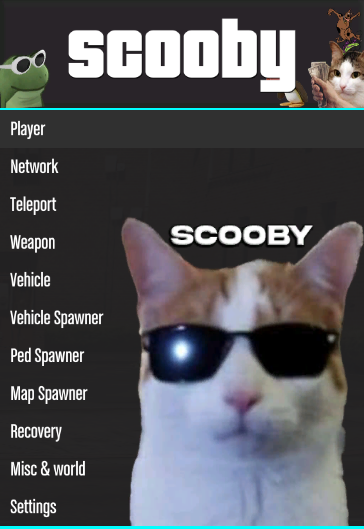 scooby
Player
Network
Teleport
Weapon
SCOOBY
Vehicle
Vehicle Spawner
Ped Spawner
Map Spawner
Recovery
Misc & world
Settings